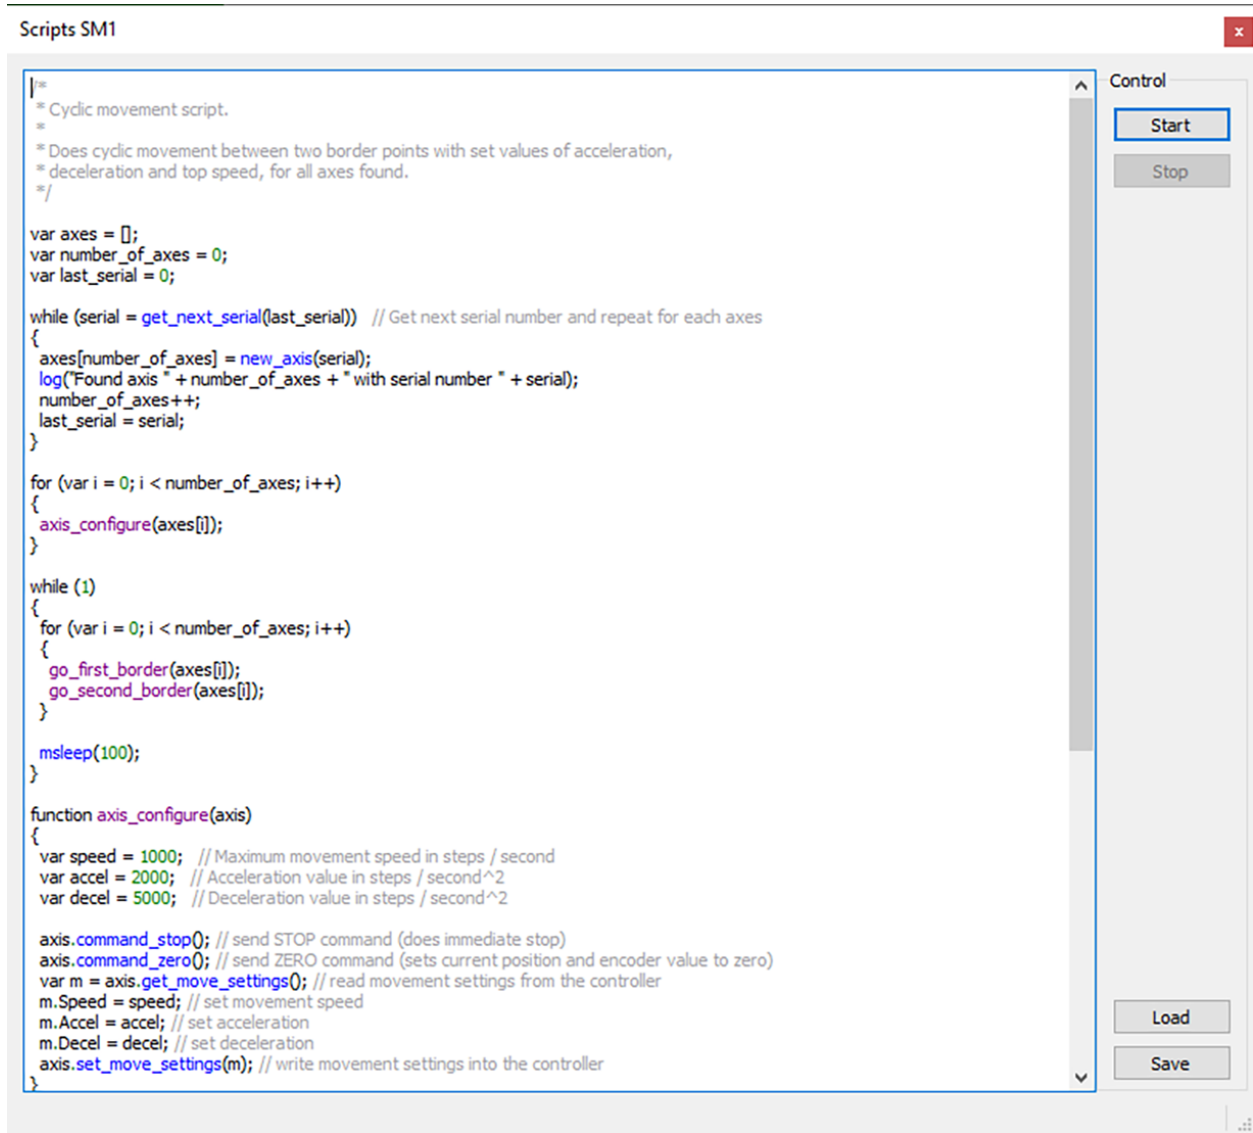 Scripts SM1
x
/*
* Cyclic movement script.
*
* Does cyclic movement between two border points with set values of acceleration,
* deceleration and top speed, for all axes found.
*/
var axes = [];
var number_of_axes = 0;
var last_serial = 0;
while (serial = get_next_serial(last_serial)) // Get next serial number and repeat for each axes
{
axes[number_of_axes] = new_axis(serial);
log("Found axis " + number_of_axes + " with serial number " + serial);
number_of_axes++;
last_serial = serial;
}
for (var i = 0; i < number_of_axes; i++)
{
axis_configure(axes[i]);
}
while (1)
{
for (var i = 0; i < number_of_axes; i++)
{
go_first_border(axes[i]);
go_second_border(axes[i]);
}
msleep(100);
}
function axis_configure(axis)
{
var speed = 1000; // Maximum movement speed in steps / second
var accel = 2000; // Acceleration value in steps / second^2
var decel = 5000; // Deceleration value in steps / second^2
axis.command_stop(); // send STOP command (does immediate stop)
axis.command_zero(); // send ZERO command (sets current position and encoder value to zero)
var m = axis.get_move_settings(); // read movement settings from the controller
m.Speed = speed; // set movement speed
m.Accel = accel; // set acceleration
m.Decel = decel; // set deceleration
axis.set_move_settings(m); // write movement settings into the controller
}
Control
Start
Stop
Load
Save